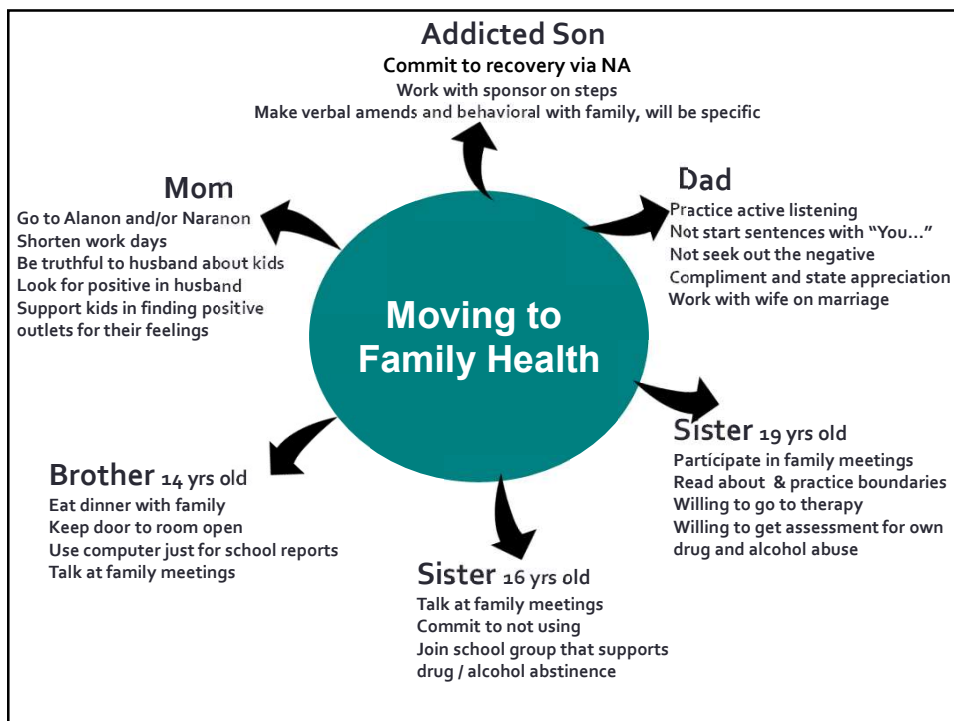 Addicted Son
Commit to recovery via NA
Work with sponsor on steps
Make verbal amends and behavioral with family, will be specific
Mom
Go to Alanon and/or Naranon
Shorten work days
Be truthful to husband about kids
Look for positive in husband
Support kids in finding positive
outlets for their feelings
Dad
Practice active listening
Not start sentences with “You...”
Not seek out the negative
Compliment and state appreciation
Work with wife on marriage
Moving to
Family Health
Brother 14 yrs old
Eat dinner with family
Keep door to room open
Use computer just for school reports
Talk at family meetings
Sister 16 yrs old
Talk at family meetings
Commit to not using
Join school group that supports
drug / alcohol abstinence
Sister 19 yrs old
Participate in family meetings
Read about & practice boundaries
Willing to go to therapy
Willing to get assessment for own
drug and alcohol abuse